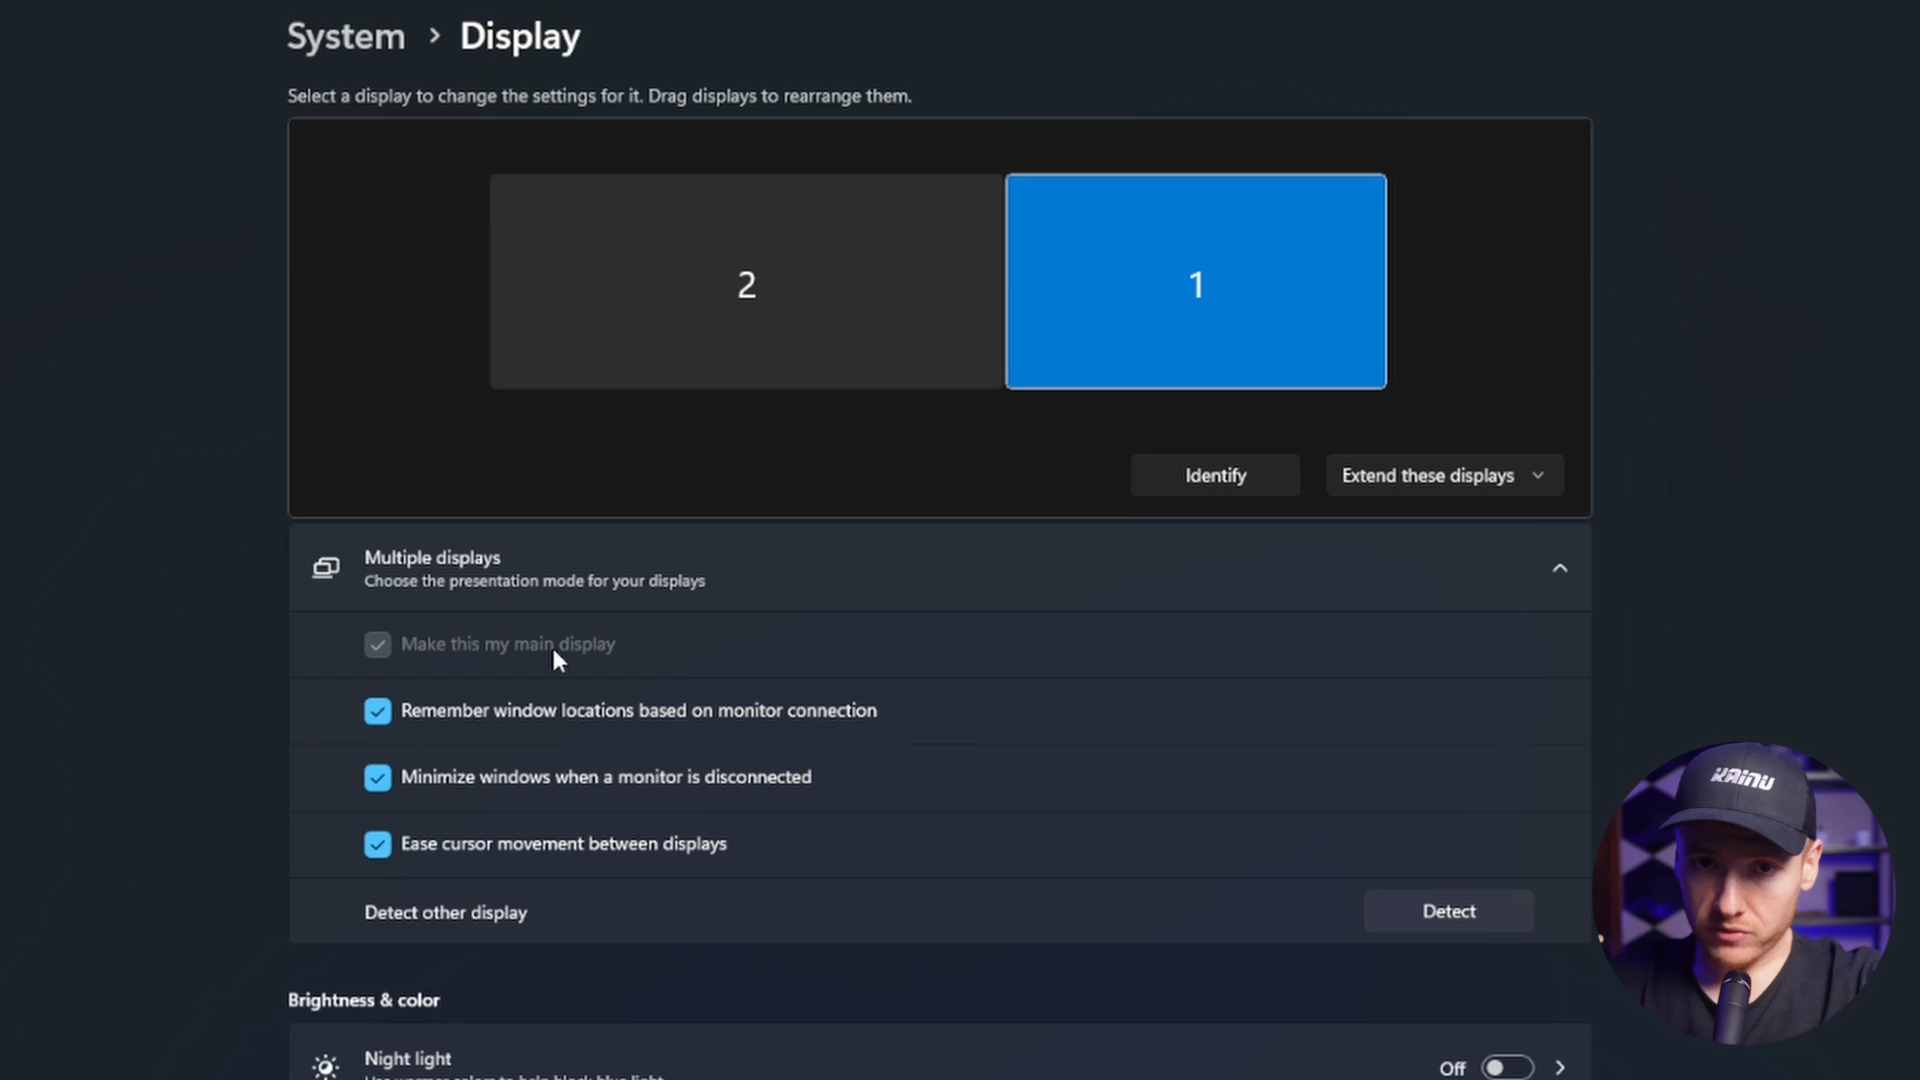 System > Display
Select a display to change the settings for it. Drag displays to rearrange them.
2
1
Identify
Extend these displays
Multiple displays
Choose the presentation mode for your displays
Make this my main display
Remember window locations based on monitor connection
Minimize windows when a monitor is disconnected
Ease cursor movement between displays
Detect other display
Detect
KAINU
Brightness & color
Night light
Off